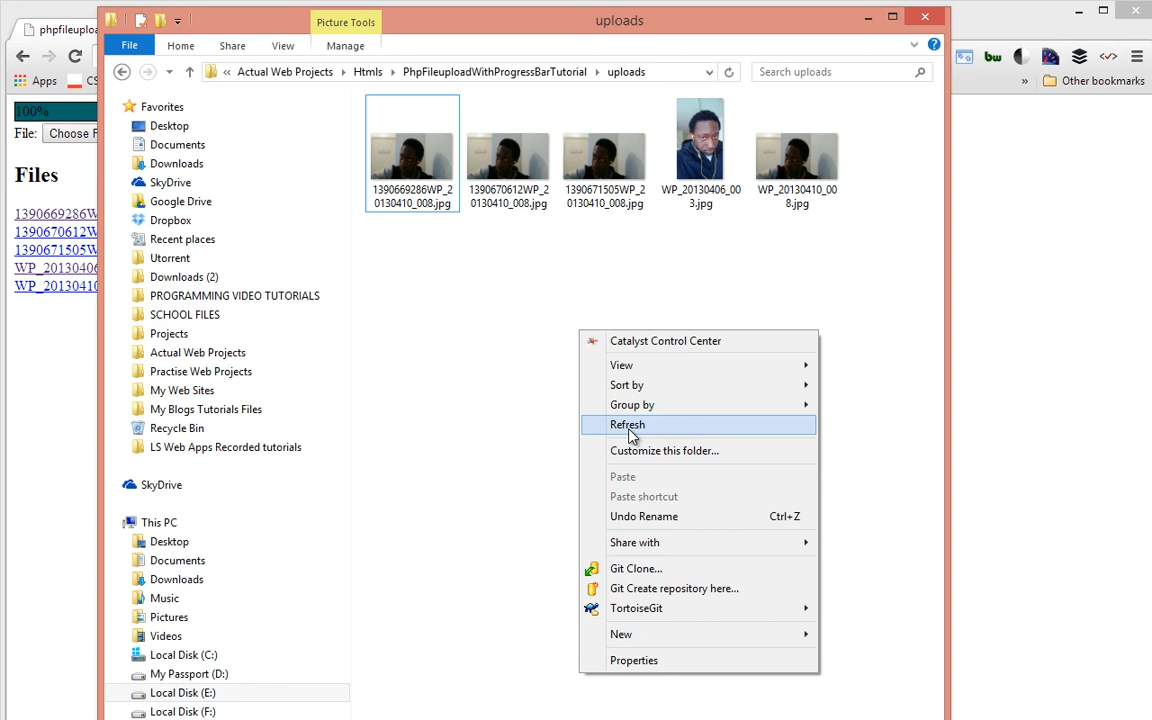 phpfileuploa
Picture Tools
uploads
File
Home
Share
View
Manage
« Actual Web Projects
Htmls
PhpFileuploadWithProgressBarTutorial
uploads
Search uploads
Apps
CS
bw
»
Other bookmarks
100%
File:
Choose F
Files
1390669286W
1390670612W
1390671505W
WP_20130406
WP_20130410
Favorites
Desktop
Documents
Downloads
SkyDrive
Google Drive
Dropbox
Recent places
Utorrent
Downloads (2)
PROGRAMMING VIDEO TUTORIALS
SCHOOL FILES
Projects
Actual Web Projects
Practise Web Projects
My Web Sites
My Blogs Tutorials Files
Recycle Bin
LS Web Apps Recorded tutorials
SkyDrive
This PC
Desktop
Documents
Downloads
Music
Pictures
Videos
Local Disk (C:)
My Passport (D:)
Local Disk (E:)
Local Disk (F:)
1390669286WP_2
0130410_008.jpg
1390670612WP_2
0130410_008.jpg
1390671505WP_2
0130410_008.jpg
WP_20130406_00
3.jpg
WP_20130410_00
8.jpg
Catalyst Control Center
View
Sort by
Group by
Refresh
Customize this folder...
Paste
Paste shortcut
Undo Rename Ctrl+Z
Share with
Git Clone...
Git Create repository here...
TortoiseGit
New
Properties